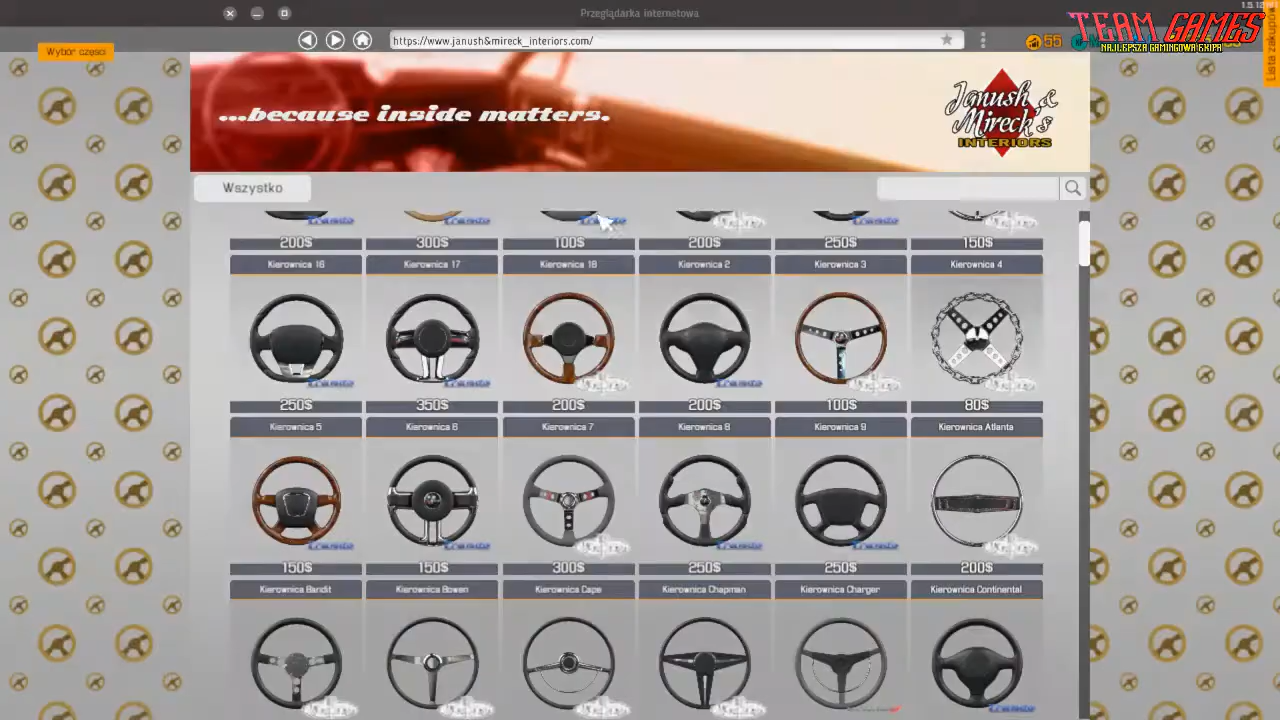 Przeglądarka internetowa
https://www.janush&mireck_interiors.com/
55
TEAM GAMES
NAJLEPSZA GAMINGOWA EKIPA
Wybór części
...because inside matters.
Janush &
Mireck's
INTERIORS
Wszystko
200$ 300$ 100$ 200$ 250$ 150$
Kierownica 16 Kierownica 17 Kierownica 18 Kierownica 2 Kierownica 3 Kierownica 4
250$ 350$ 200$ 200$ 100$ 80$
Kierownica 5 Kierownica 6 Kierownica 7 Kierownica 8 Kierownica 9 Kierownica Atlanta
150$ 150$ 300$ 250$ 250$ 200$
Kierownica Bandit Kierownica Bowen Kierownica Cape Kierownica Chapman Kierownica Charger Kierownica Continental